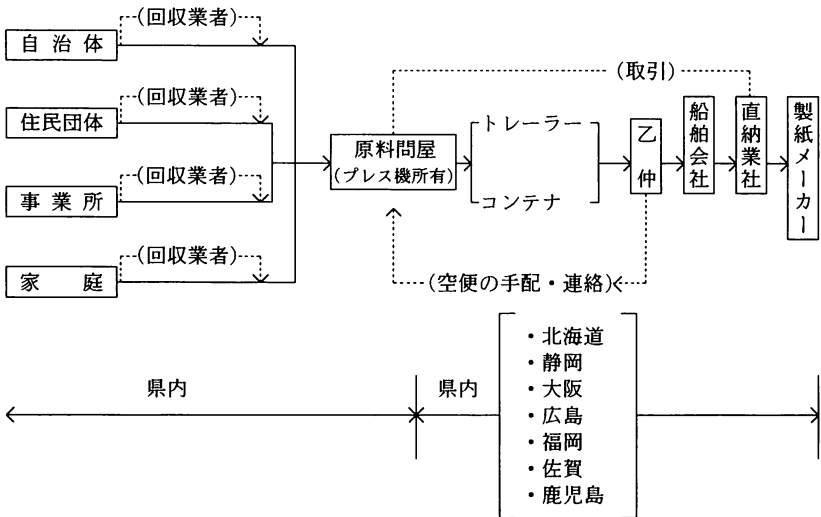 (回収業者)
自治体
(回収業者)
住民団体
(回収業者)
事業所
(回収業者)
家庭
原料問屋
(プレス機所有)
トレーラー
コンテナ
(取引)
乙仲
船舶会社
直納業社
製紙メーカー
(空便の手配・連絡)
県内
県内
・北海道
・静岡
・大阪
・広島
・福岡
・佐賀
・鹿児島